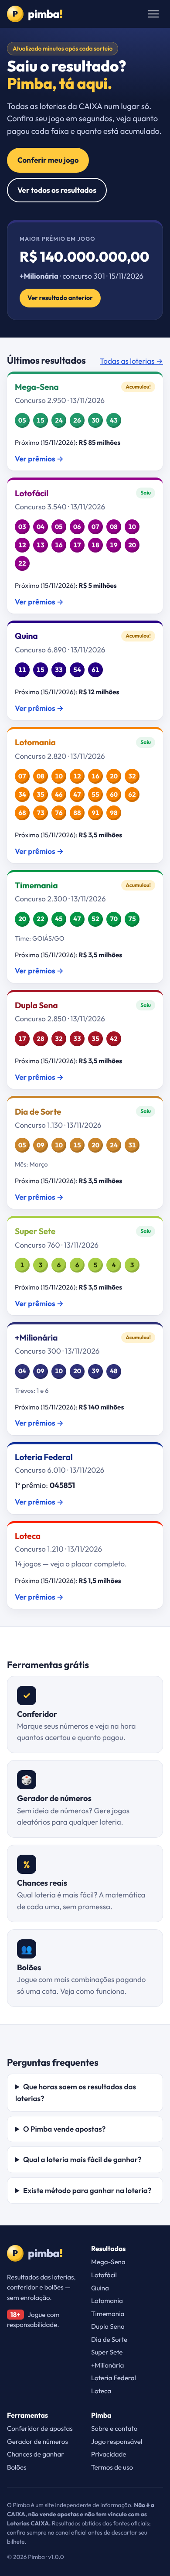 P pimba!
Atualizado minutos após cada sorteio
Saiu o resultado?
Pimba, tá aqui.
Todas as loterias da CAIXA num lugar só.
Confira seu jogo em segundos, veja quanto
pagou cada faixa e quanto está acumulado.
Conferir meu jogo
Ver todos os resultados
MAIOR PRÊMIO EM JOGO
R$ 140.000.000,00
+Milionária · concurso 301 · 15/11/2026
Ver resultado anterior
Últimos resultados
Todas as loterias →
Mega-Sena
Acumulou!
Concurso 2.950 · 13/11/2026
05 15 24 26 30 43
Próximo (15/11/2026): R$ 85 milhões
Ver prêmios →
Lotofácil
Saiu
Concurso 3.540 · 13/11/2026
03 04 05 06 07 08 10
12 13 16 17 18 19 20
22
Próximo (15/11/2026): R$ 5 milhões
Ver prêmios →
Quina
Acumulou!
Concurso 6.890 · 13/11/2026
11 15 33 54 61
Próximo (15/11/2026): R$ 12 milhões
Ver prêmios →
Lotomania
Saiu
Concurso 2.820 · 13/11/2026
07 08 10 12 16 20 32
34 35 46 47 55 60 62
68 73 76 88 91 98
Próximo (15/11/2026): R$ 3,5 milhões
Ver prêmios →
Timemania
Acumulou!
Concurso 2.300 · 13/11/2026
20 22 45 47 52 70 75
Time: GOIÁS/GO
Próximo (15/11/2026): R$ 3,5 milhões
Ver prêmios →
Dupla Sena
Saiu
Concurso 2.850 · 13/11/2026
17 28 32 33 35 42
Próximo (15/11/2026): R$ 3,5 milhões
Ver prêmios →
Dia de Sorte
Saiu
Concurso 1.130 · 13/11/2026
05 09 10 15 20 24 31
Mês: Março
Próximo (15/11/2026): R$ 3,5 milhões
Ver prêmios →
Super Sete
Saiu
Concurso 760 · 13/11/2026
1 3 6 6 5 4 3
Próximo (15/11/2026): R$ 3,5 milhões
Ver prêmios →
+Milionária
Acumulou!
Concurso 300 · 13/11/2026
04 09 10 20 39 48
Trevos: 1 e 6
Próximo (15/11/2026): R$ 140 milhões
Ver prêmios →
Loteria Federal
Concurso 6.010 · 13/11/2026
1º prêmio: 045851
Ver prêmios →
Loteca
Concurso 1.210 · 13/11/2026
14 jogos — veja o placar completo.
Próximo (15/11/2026): R$ 1,5 milhões
Ver prêmios →
Ferramentas grátis
Conferidor
Marque seus números e veja na hora
quantos acertou e quanto pagou.
Gerador de números
Sem ideia de números? Gere jogos
aleatórios para qualquer loteria.
%
Chances reais
Qual loteria é mais fácil? A matemática
de cada uma, sem promessa.
Bolões
Jogue com mais combinações pagando
só uma cota. Veja como funciona.
Perguntas frequentes
Que horas saem os resultados das
loterias?
O Pimba vende apostas?
Qual a loteria mais fácil de ganhar?
Existe método para ganhar na loteria?
P pimba!
Resultados das loterias,
conferidor e bolões —
sem enrolação.
18+ Jogue com
responsabilidade.
Resultados
Mega-Sena
Lotofácil
Quina
Lotomania
Timemania
Dupla Sena
Dia de Sorte
Super Sete
+Milionária
Loteria Federal
Loteca
Ferramentas
Conferidor de apostas
Gerador de números
Chances de ganhar
Bolões
Pimba
Sobre e contato
Jogo responsável
Privacidade
Termos de uso
O Pimba é um site independente de informação. Não é a
CAIXA, não vende apostas e não tem vínculo com as
Loterias CAIXA. Resultados obtidos das fontes oficiais;
confira sempre no canal oficial antes de descartar seu
bilhete.
© 2026 Pimba · v1.0.0